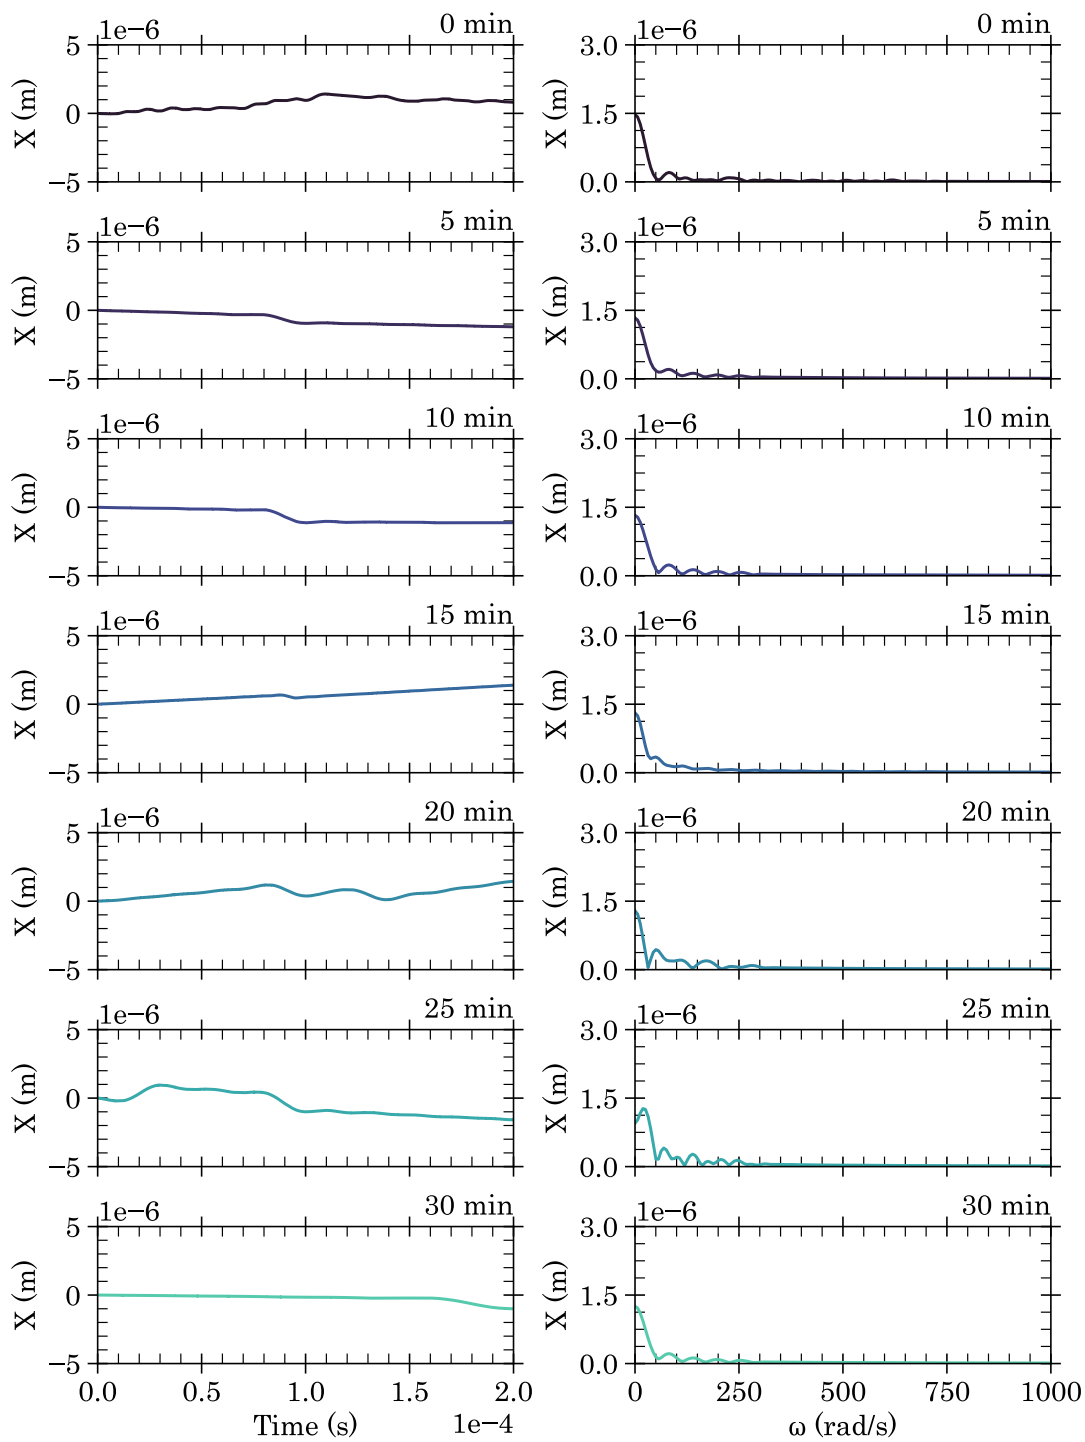 1e−6 0 min 1e−6 0 min
X (m) 5 0 −5 X (m) 3.0 1.5 0.0
1e−6 5 min 1e−6 5 min
X (m) 5 0 −5 X (m) 3.0 1.5 0.0
1e−6 10 min 1e−6 10 min
X (m) 5 0 −5 X (m) 3.0 1.5 0.0
1e−6 15 min 1e−6 15 min
X (m) 5 0 −5 X (m) 3.0 1.5 0.0
1e−6 20 min 1e−6 20 min
X (m) 5 0 −5 X (m) 3.0 1.5 0.0
1e−6 25 min 1e−6 25 min
X (m) 5 0 −5 X (m) 3.0 1.5 0.0
1e−6 30 min 1e−6 30 min
X (m) 5 0 −5 X (m) 3.0 1.5 0.0
0.0 0.5 1.0 1.5 2.0 0 250 500 750 1000
Time (s) 1e−4 ω (rad/s)